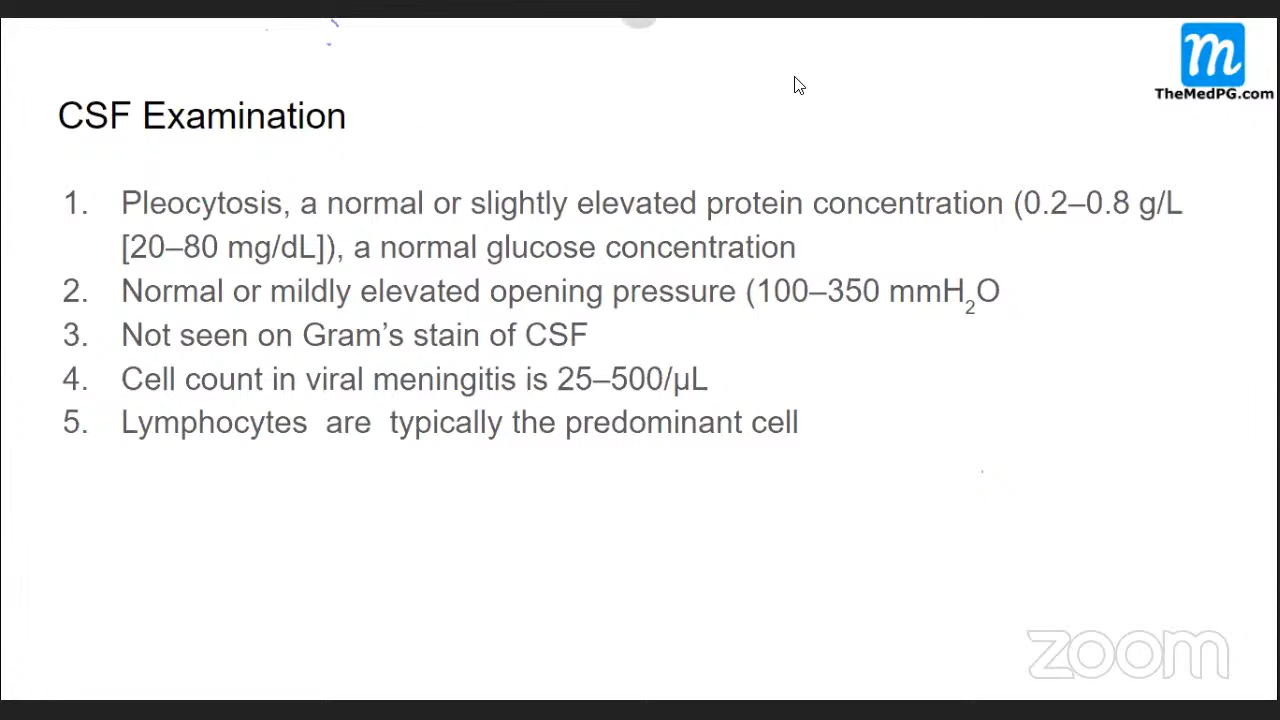 m
TheMedPG.com
CSF Examination
1. Pleocytosis, a normal or slightly elevated protein concentration (0.2–0.8 g/L
[20–80 mg/dL]), a normal glucose concentration
2. Normal or mildly elevated opening pressure (100–350 mmH₂O
3. Not seen on Gram’s stain of CSF
4. Cell count in viral meningitis is 25–500/μL
5. Lymphocytes are typically the predominant cell
zoom